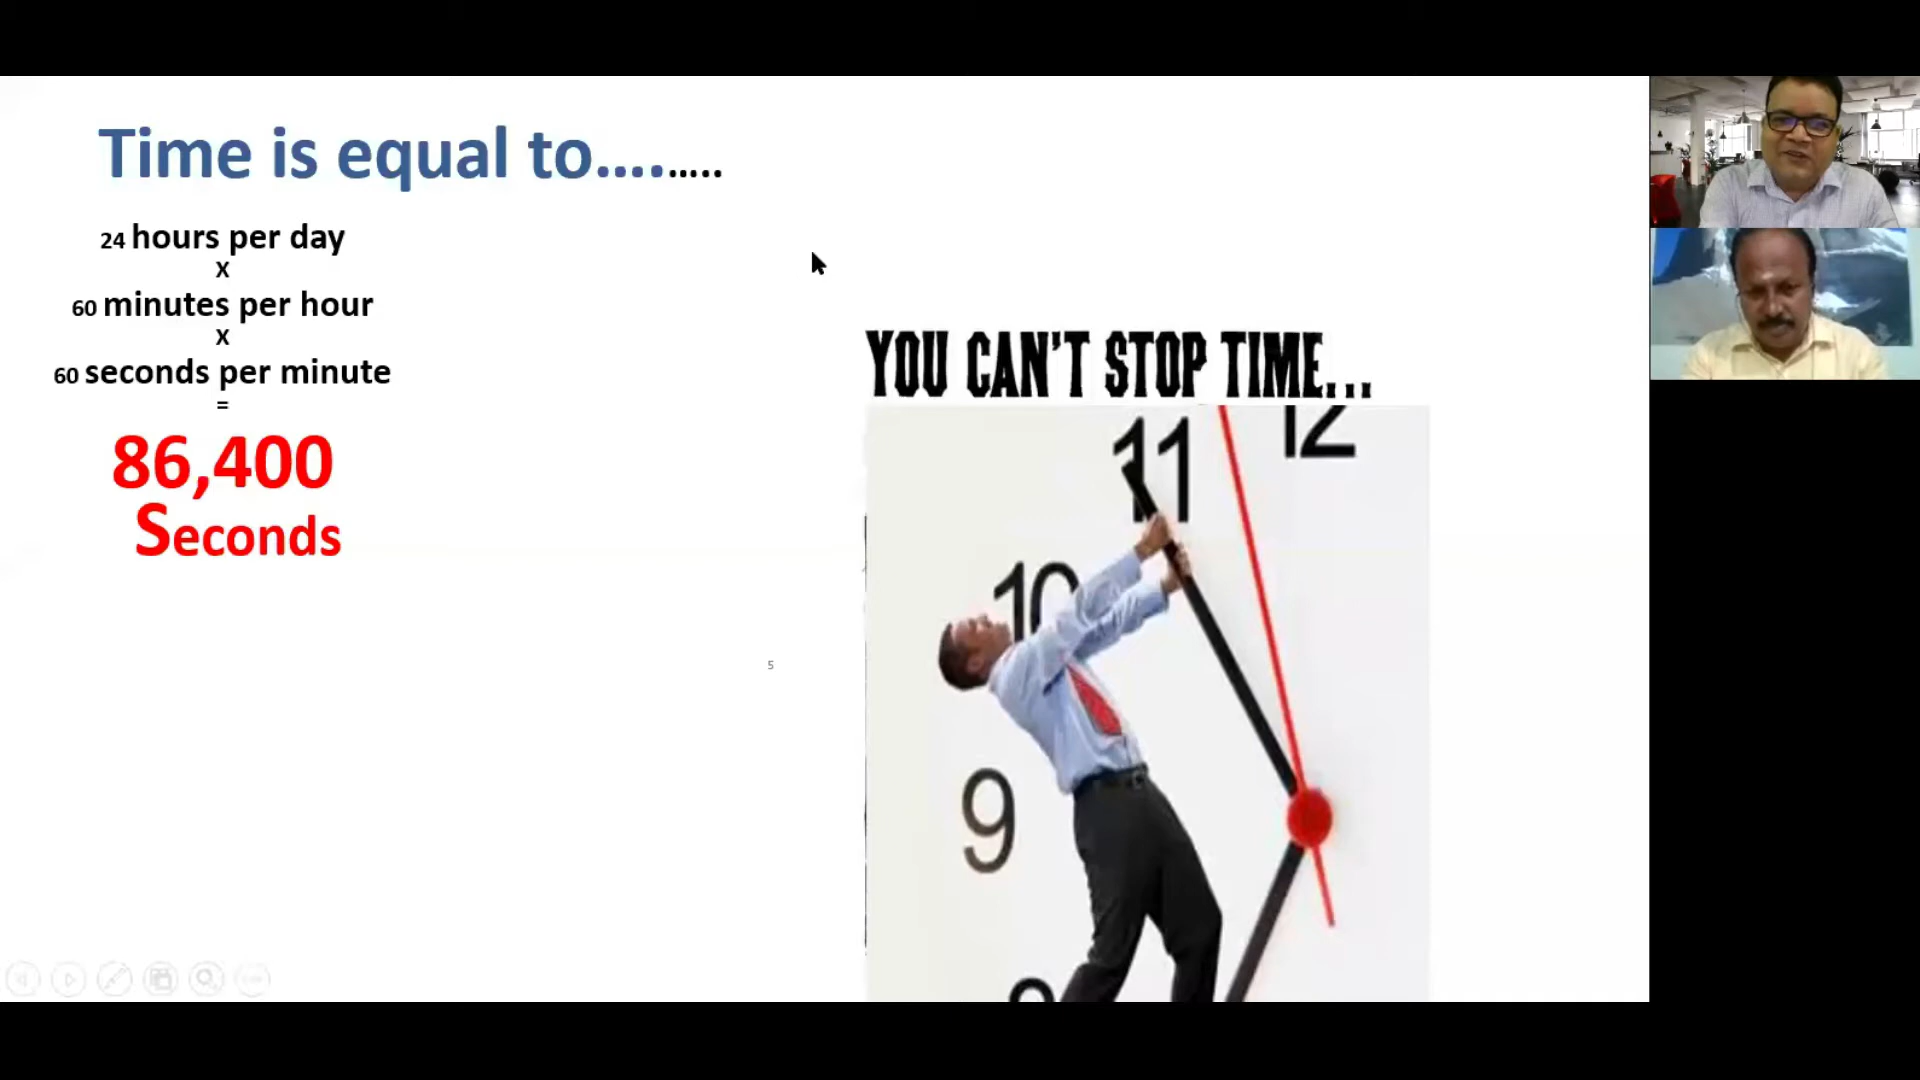 Time is equal to.........
24 hours per day
X
60 minutes per hour
X
60 seconds per minute
=
86,400
Seconds
YOU CAN'T STOP TIME...
11
12
10
9
5